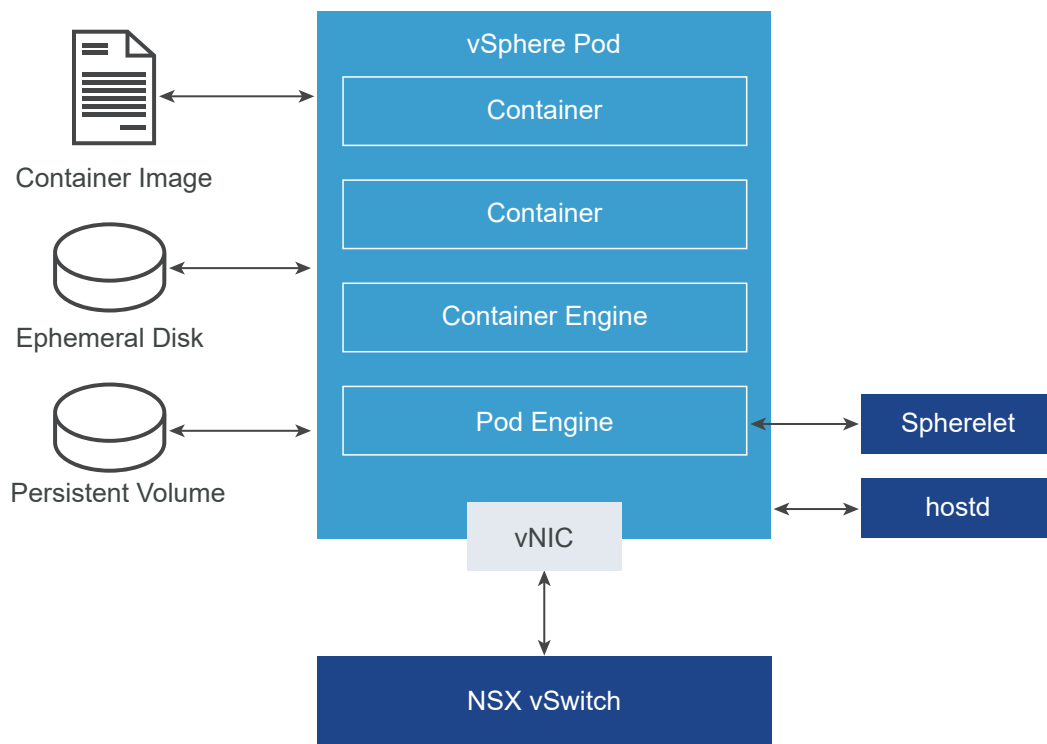 vSphere Pod
Container
Container Image
Container
Container Engine
Ephemeral Disk
Pod Engine
Spherelet
Persistent Volume
hostd
vNIC
NSX vSwitch